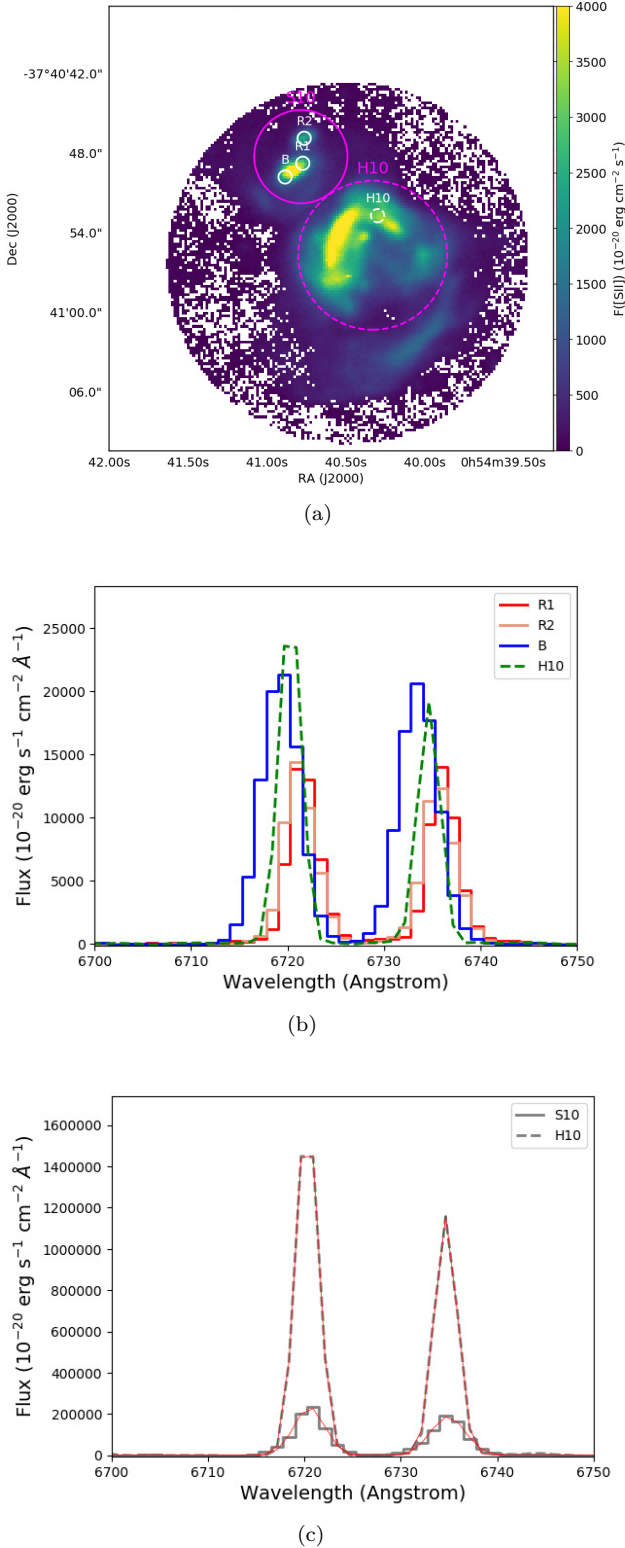 4000
3500
3000
2500
2000
1500
1000
500
0
F([SII]) (10⁻²⁰ erg cm⁻² s⁻¹)
-37°40'42.0"
48.0"
54.0"
41'00.0"
06.0"
Dec (J2000)
S10
R2
R1
B
H10
H10
42.00s 41.50s 41.00s 40.50s 40.00s 0h54m39.50s
RA (J2000)
(a)
25000
20000
15000
10000
5000
0
Flux (10⁻²⁰ erg s⁻¹ cm⁻² Å⁻¹)
R1
R2
B
H10
6700 6710 6720 6730 6740 6750
Wavelength (Angstrom)
(b)
1600000
1400000
1200000
1000000
800000
600000
400000
200000
0
Flux (10⁻²⁰ erg s⁻¹ cm⁻² Å⁻¹)
S10
H10
6700 6710 6720 6730 6740 6750
Wavelength (Angstrom)
(c)